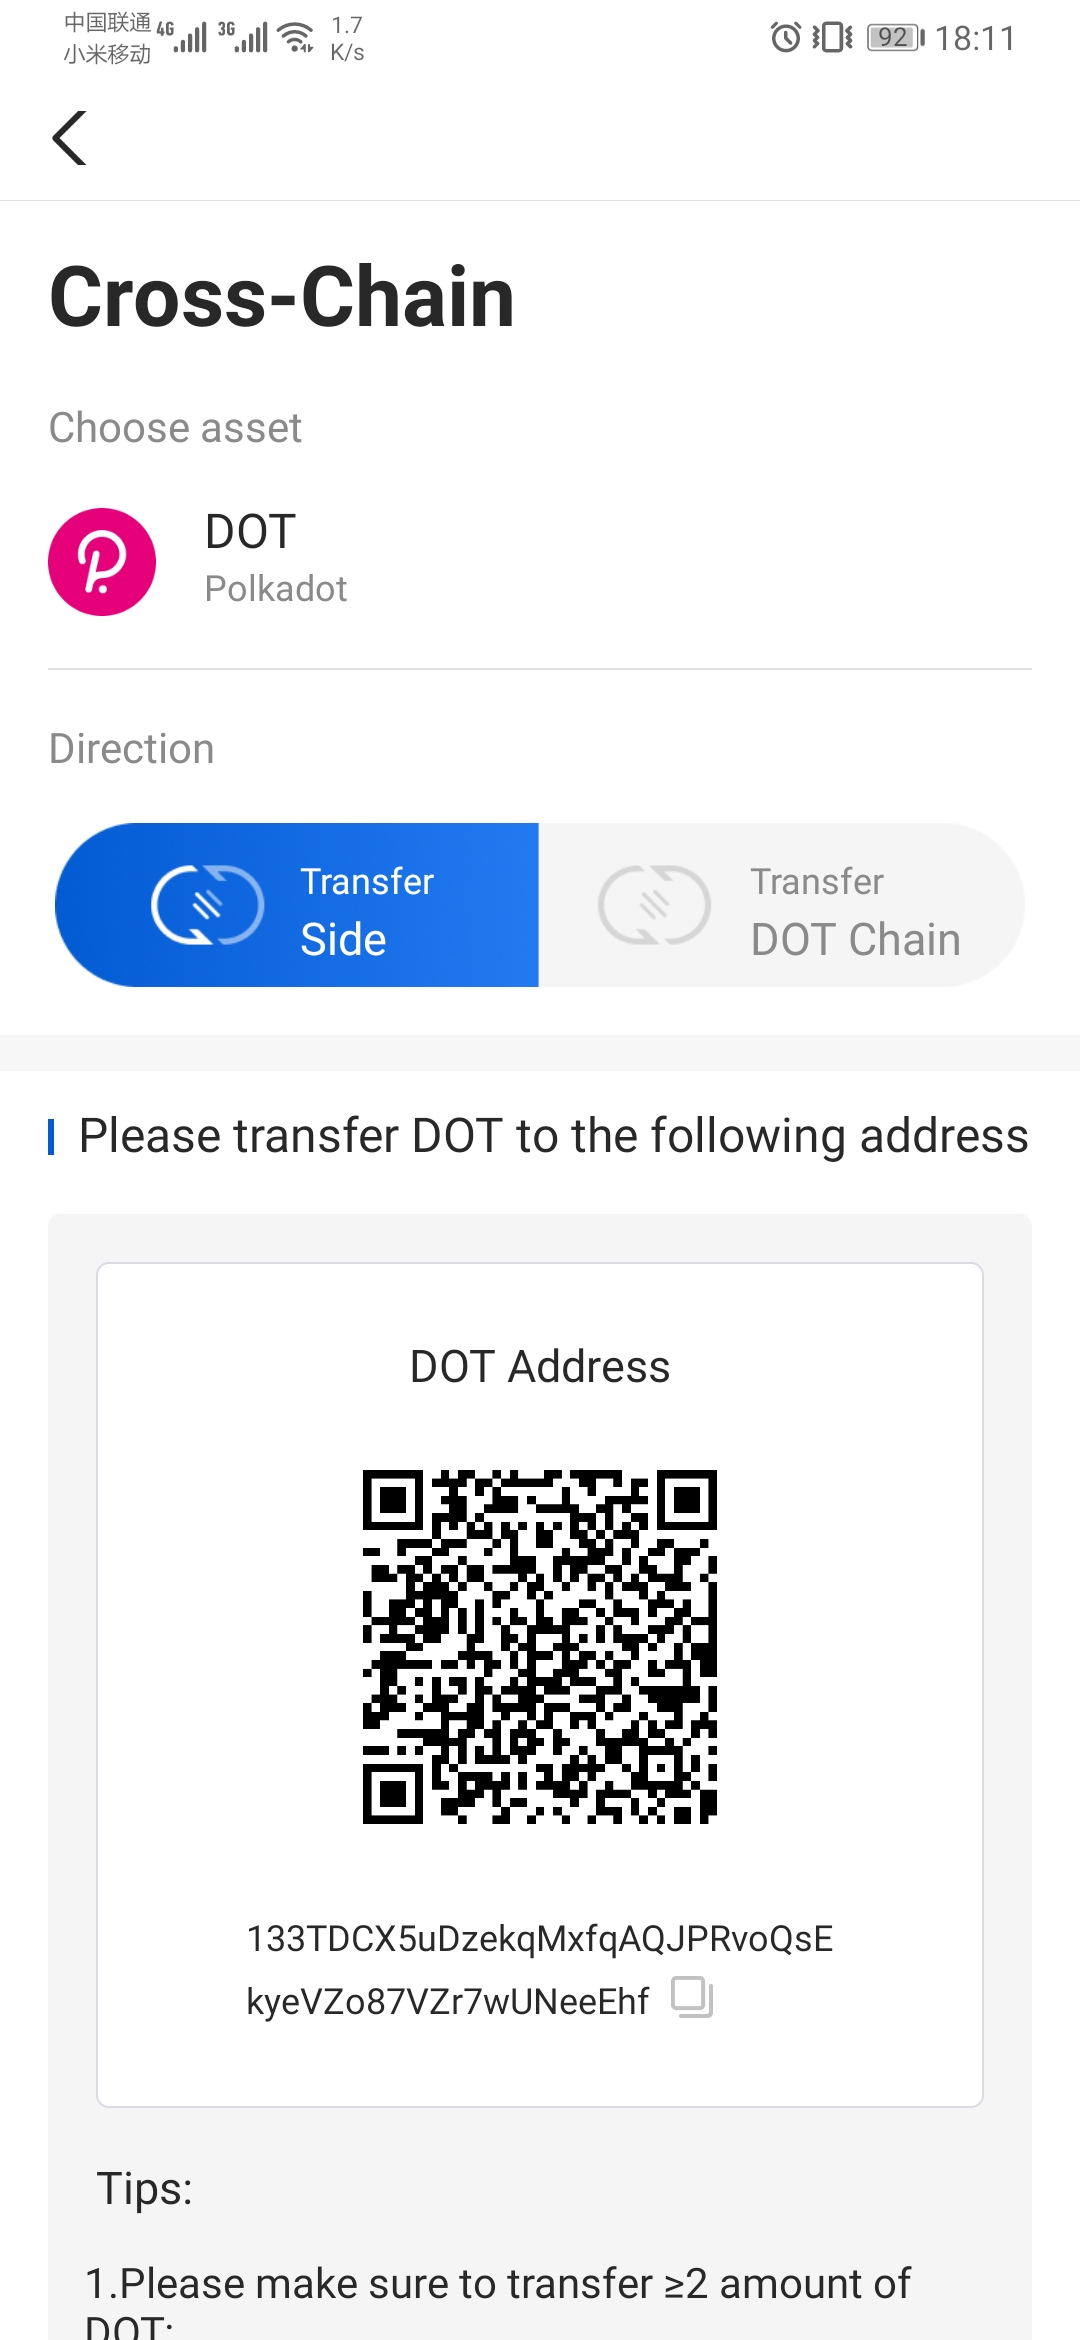 中国联通 4G 3G 1.7
小米移动 K/s
92 18:11
Cross-Chain
Choose asset
DOT
Polkadot
Direction
Transfer
Side
Transfer
DOT Chain
Please transfer DOT to the following address
DOT Address
133TDCX5uDzekqMxfqAQJPRvoQsE
kyeVZo87VZr7wUNeeEhf
Tips:
1.Please make sure to transfer ≥2 amount of
DOT;